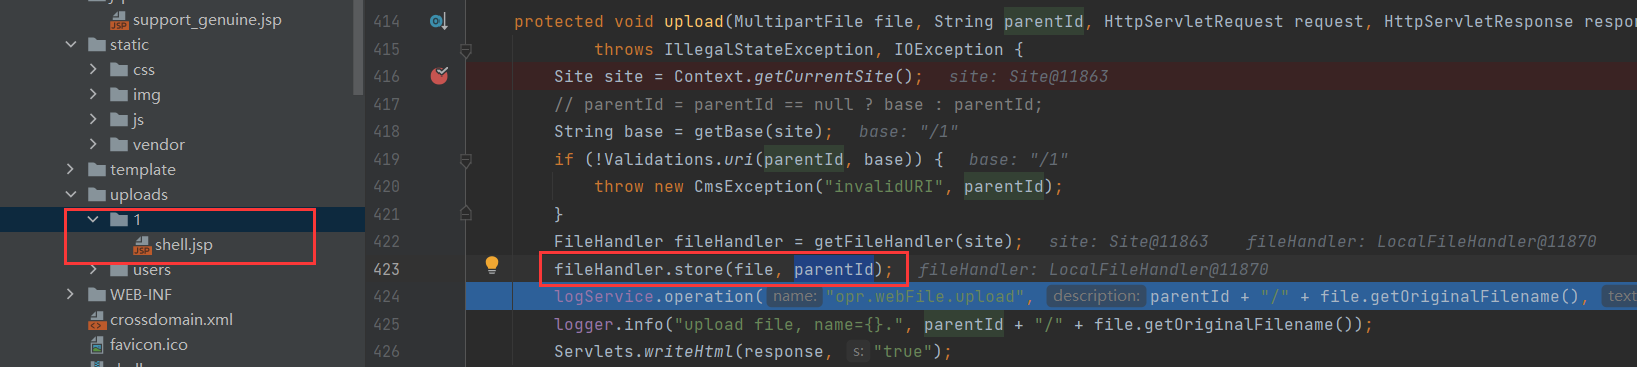 support_genuine.jsp
static
css
img
js
vendor
template
uploads
1
shell.jsp
users
WEB-INF
crossdomain.xml
favicon.ico
414 protected void upload(MultipartFile file, String parentId, HttpServletRequest request, HttpServletResponse respon
415 throws IllegalStateException, IOException {
416 Site site = Context.getCurrentSite(); site: Site@11863
417 // parentId = parentId == null ? base : parentId;
418 String base = getBase(site); base: "/1"
419 if (!Validations.uri(parentId, base)) { base: "/1"
420 throw new CmsException("invalidURI", parentId);
421 }
422 FileHandler fileHandler = getFileHandler(site); site: Site@11863 fileHandler: LocalFileHandler@11870
423 fileHandler.store(file, parentId); fileHandler: LocalFileHandler@11870
424 logService.operation( name: "opr.webFile.upload", description: parentId + "/" + file.getOriginalFilename(), text
425 logger.info("upload file, name={}.", parentId + "/" + file.getOriginalFilename());
426 Servlets.writeHtml(response, s: "true");